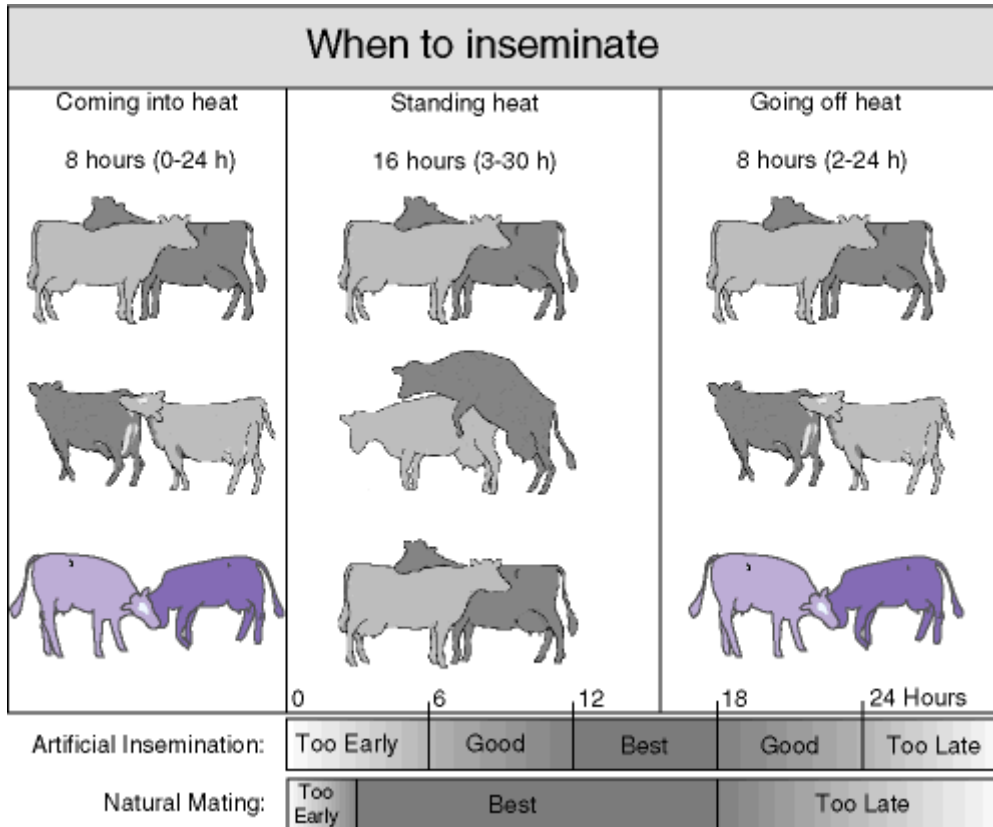 When to inseminate
Coming into heat
Standing heat
Going off heat
8 hours (0-24 h)
16 hours (3-30 h)
8 hours (2-24 h)
0
6
12
18
24 Hours
Artificial Insemination:
Too Early
Good
Best
Good
Too Late
Natural Mating:
Too
Early
Best
Too Late